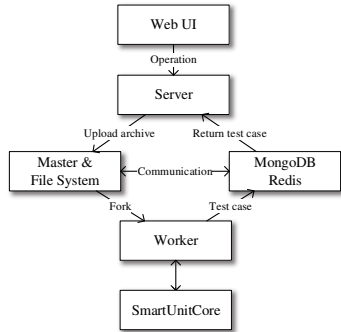 Web UI
Operation
Server
Upload archive
Return test case
Master &
File System
Communication
MongoDB
Redis
Fork
Test case
Worker
SmartUnitCore